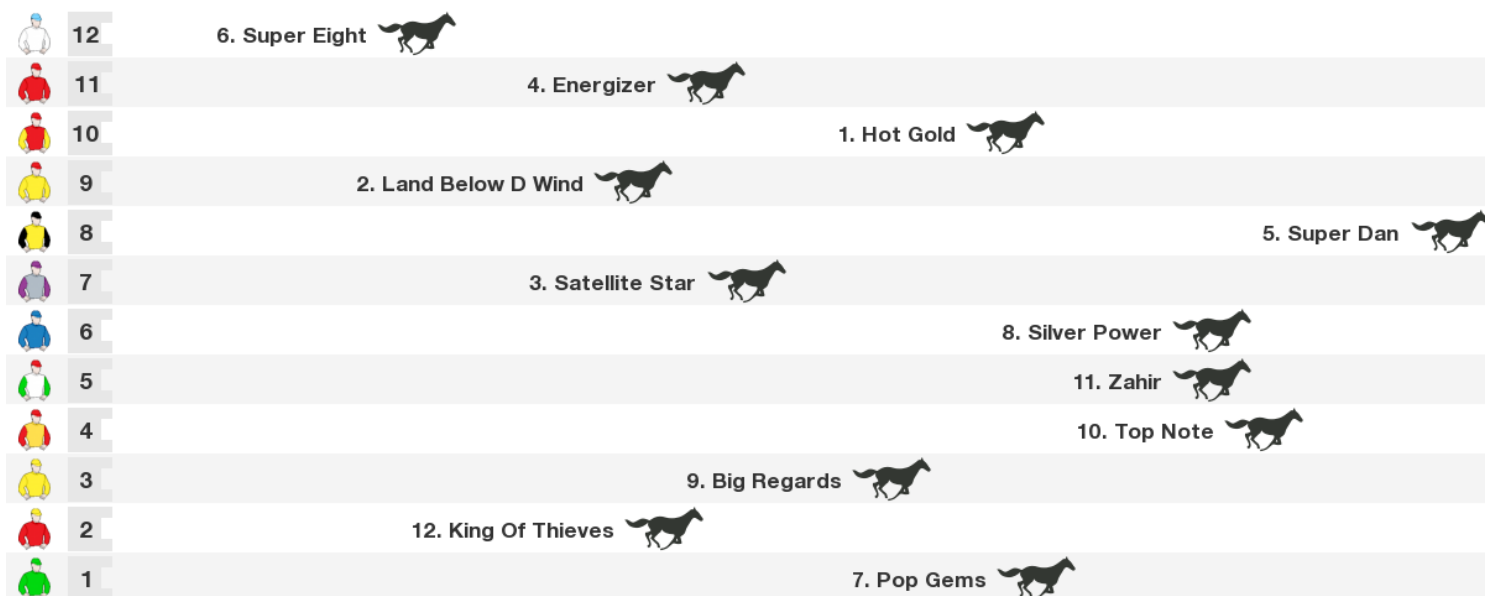 12 6. Super Eight
11 4. Energizer
10 1. Hot Gold
9 2. Land Below D Wind
8 5. Super Dan
7 3. Satellite Star
6 8. Silver Power
5 11. Zahir
4 10. Top Note
3 9. Big Regards
2 12. King Of Thieves
1 7. Pop Gems